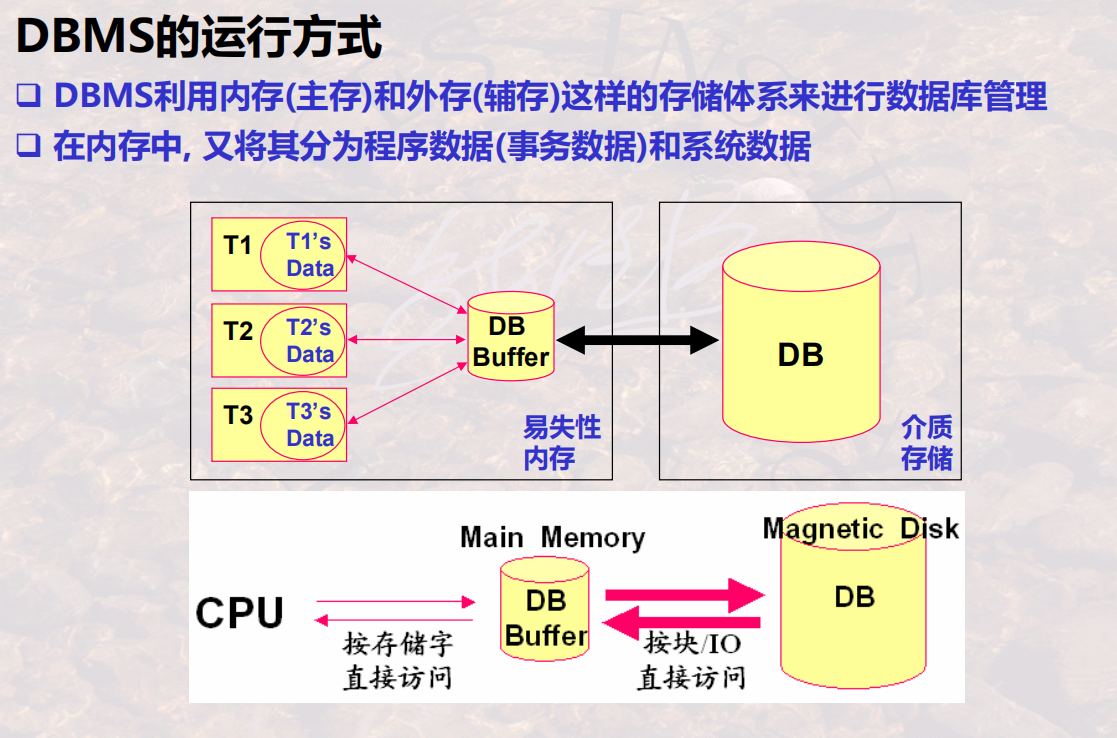 DBMS的运行方式
❑ DBMS利用内存(主存)和外存(辅存)这样的存储体系来进行数据库管理
❑ 在内存中, 又将其分为程序数据(事务数据)和系统数据
T1
T1’s
Data
T2
T2’s
Data
T3
T3’s
Data
DB
Buffer
易失性
内存
DB
介质
存储
Main Memory
Magnetic Disk
CPU
按存储字
直接访问
DB
Buffer
按块/IO
直接访问
DB